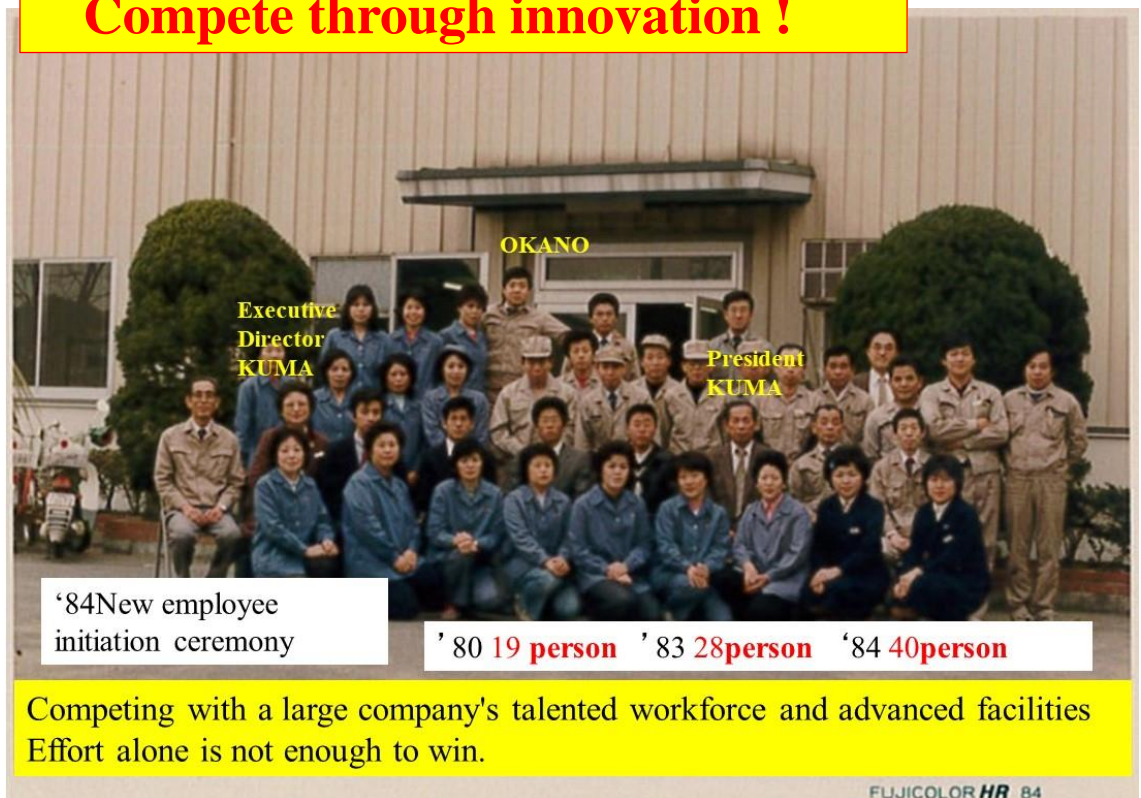 Compete through innovation !
OKANO
Executive
Director
KUMA
President
KUMA
‘84New employee
initiation ceremony
’80 19 person ’83 28person ‘84 40person
Competing with a large company's talented workforce and advanced facilities
Effort alone is not enough to win.
FUJICOLOR HR 84